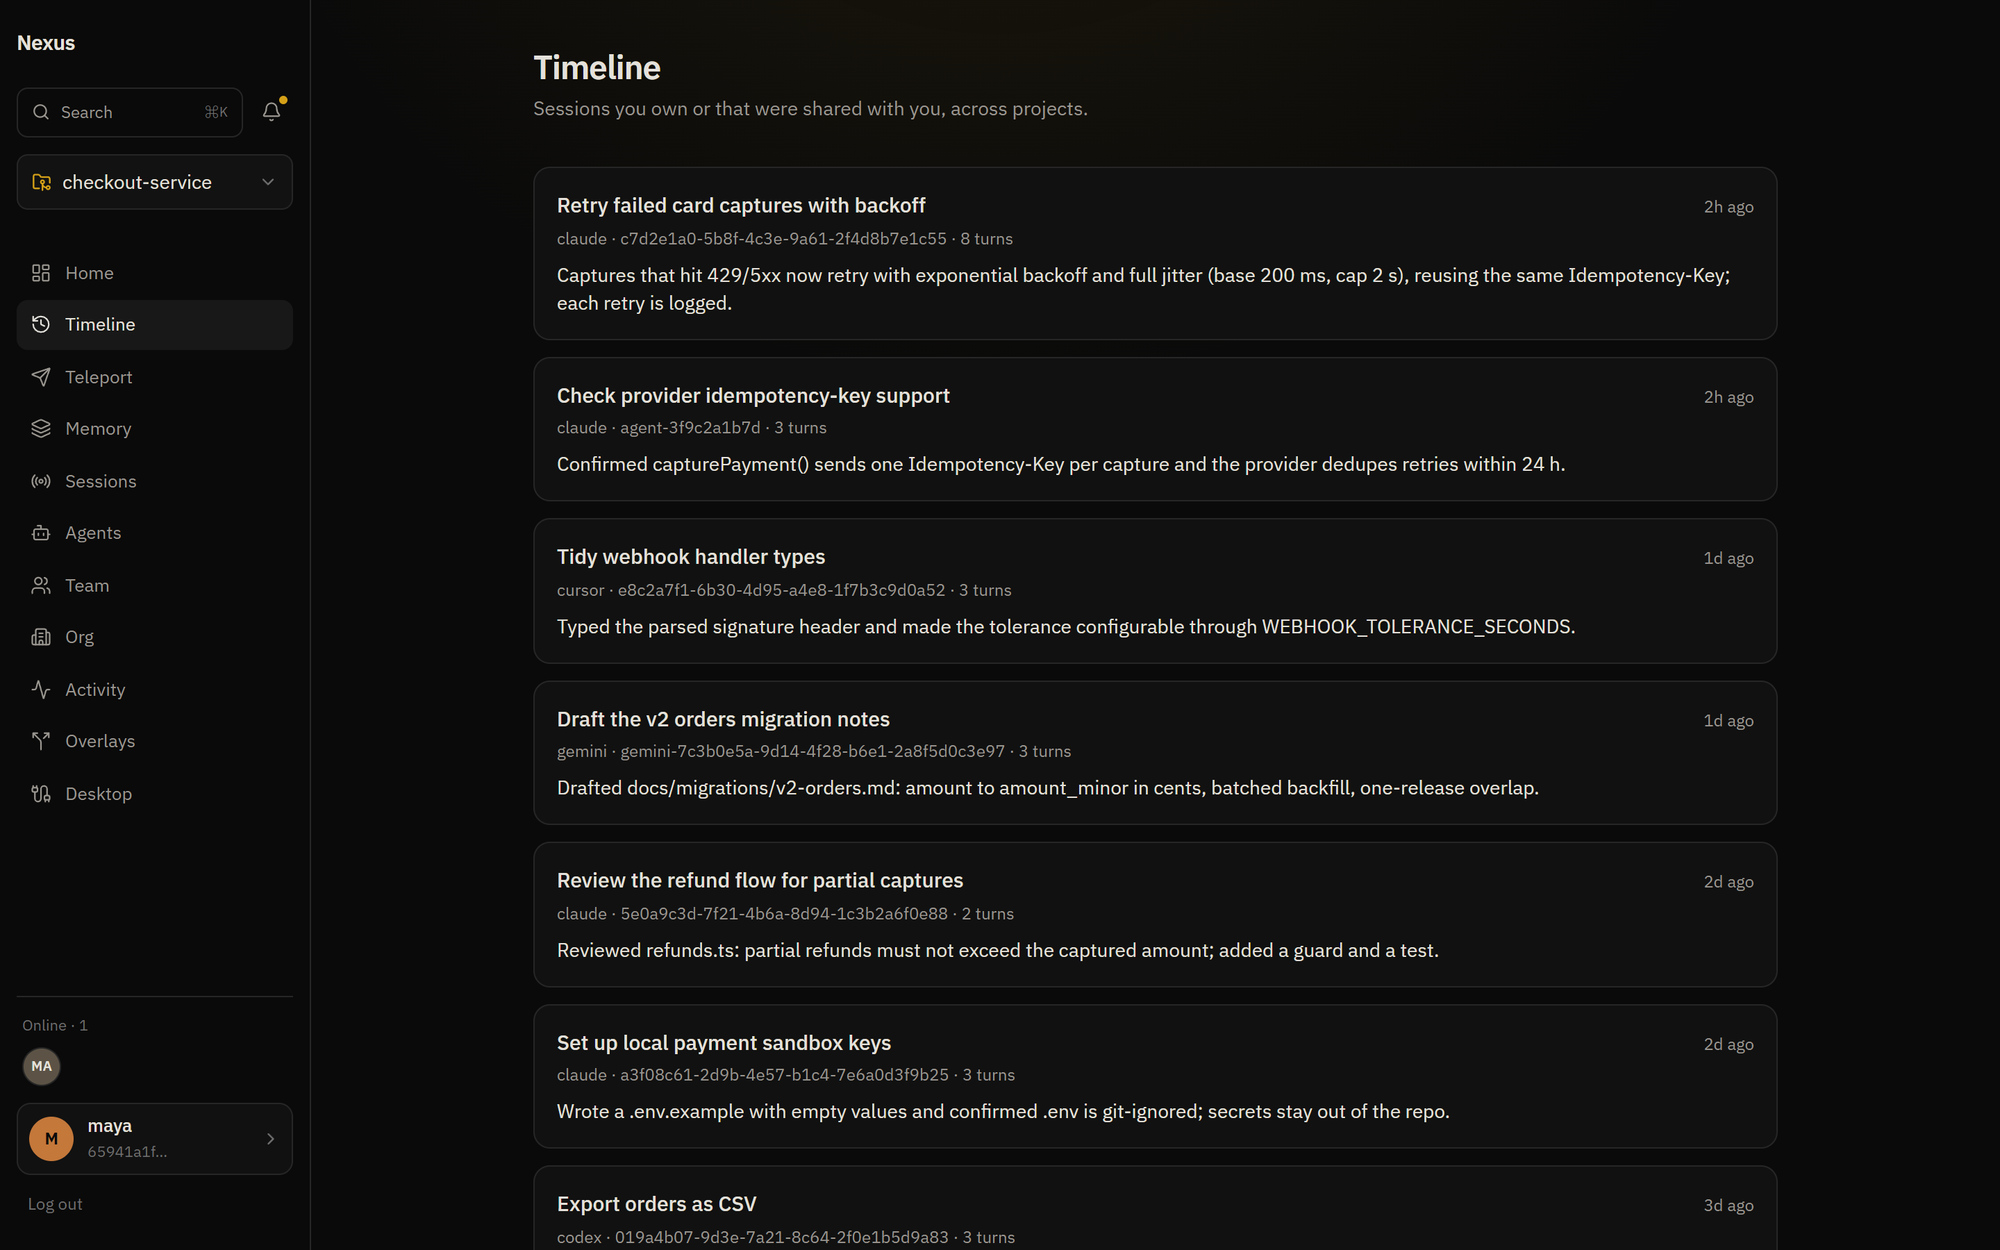 Nexus
Search ⌘K
checkout-service
Home
Timeline
Teleport
Memory
Sessions
Agents
Team
Org
Activity
Overlays
Desktop
Online · 1
MA
M
maya
65941a1f...
Log out
Timeline
Sessions you own or that were shared with you, across projects.
Retry failed card captures with backoff
2h ago
claude · c7d2e1a0-5b8f-4c3e-9a61-2f4d8b7e1c55 · 8 turns
Captures that hit 429/5xx now retry with exponential backoff and full jitter (base 200 ms, cap 2 s), reusing the same Idempotency-Key;
each retry is logged.
Check provider idempotency-key support
2h ago
claude · agent-3f9c2a1b7d · 3 turns
Confirmed capturePayment() sends one Idempotency-Key per capture and the provider dedupes retries within 24 h.
Tidy webhook handler types
1d ago
cursor · e8c2a7f1-6b30-4d95-a4e8-1f7b3c9d0a52 · 3 turns
Typed the parsed signature header and made the tolerance configurable through WEBHOOK_TOLERANCE_SECONDS.
Draft the v2 orders migration notes
1d ago
gemini · gemini-7c3b0e5a-9d14-4f28-b6e1-2a8f5d0c3e97 · 3 turns
Drafted docs/migrations/v2-orders.md: amount to amount_minor in cents, batched backfill, one-release overlap.
Review the refund flow for partial captures
2d ago
claude · 5e0a9c3d-7f21-4b6a-8d94-1c3b2a6f0e88 · 2 turns
Reviewed refunds.ts: partial refunds must not exceed the captured amount; added a guard and a test.
Set up local payment sandbox keys
2d ago
claude · a3f08c61-2d9b-4e57-b1c4-7e6a0d3f9b25 · 3 turns
Wrote a .env.example with empty values and confirmed .env is git-ignored; secrets stay out of the repo.
Export orders as CSV
3d ago
codex · 019a4b07-9d3e-7a21-8c64-2f0e1b5d9a83 · 3 turns